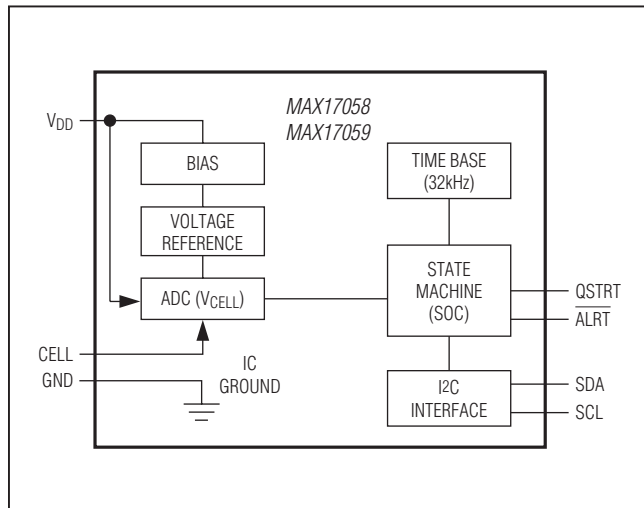 MAX17058
MAX17059
VDD
BIAS
TIME BASE
(32kHz)
VOLTAGE
REFERENCE
ADC (VCELL)
STATE
MACHINE
(SOC)
QSTRT
ALRT
CELL
GND
IC
GROUND
I2C
INTERFACE
SDA
SCL